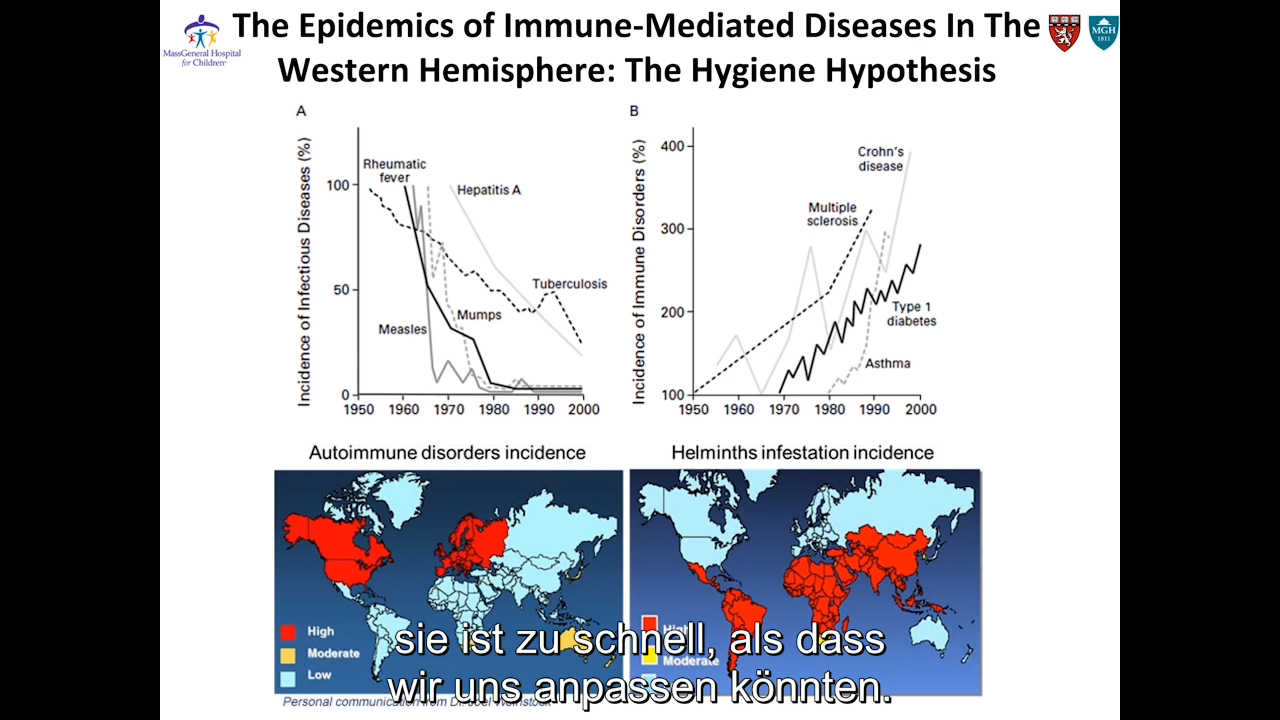 The Epidemics of Immune-Mediated Diseases In The
Western Hemisphere: The Hygiene Hypothesis
MassGeneral Hospital
for Children
MGH
1811
A
Incidence of Infectious Diseases (%)
100
50
0
Rheumatic
fever
Hepatitis A
Tuberculosis
Mumps
Measles
1950 1960 1970 1980 1990 2000
B
Incidence of Immune Disorders (%)
400
300
200
100
Crohn's
disease
Multiple
sclerosis
Type 1
diabetes
Asthma
1950 1960 1970 1980 1990 2000
Autoimmune disorders incidence
High
Moderate
Low
Helminths infestation incidence
High
Moderate
sie ist zu schnell, als dass
wir uns anpassen könnten.
Personal communication from Dr. Joel Weinstock